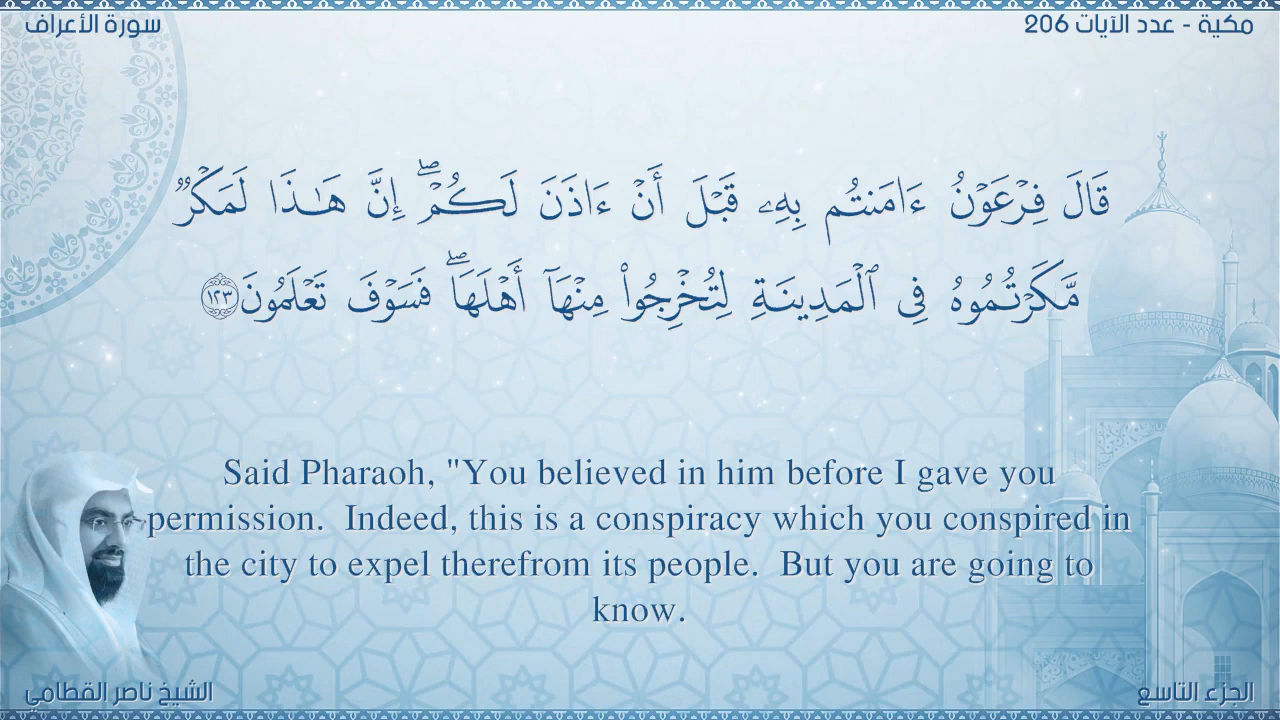 سورة الأعراف
مكية - عدد الآيات 206
قَالَ فِرْعَوْنُ ءَامَنتُم بِهِۦ قَبْلَ أَنْ ءَاذَنَ لَكُمْ ۖ إِنَّ هَـٰذَا لَمَكْرٌ
مَّكَرْتُمُوهُ فِى ٱلْمَدِينَةِ لِتُخْرِجُوا۟ مِنْهَآ أَهْلَهَا ۖ فَسَوْفَ تَعْلَمُونَ ١٢٣
Said Pharaoh, "You believed in him before I gave you
permission.  Indeed, this is a conspiracy which you conspired in
the city to expel therefrom its people.  But you are going to
know.
الشيخ ناصر القطامي
الجزء التاسع